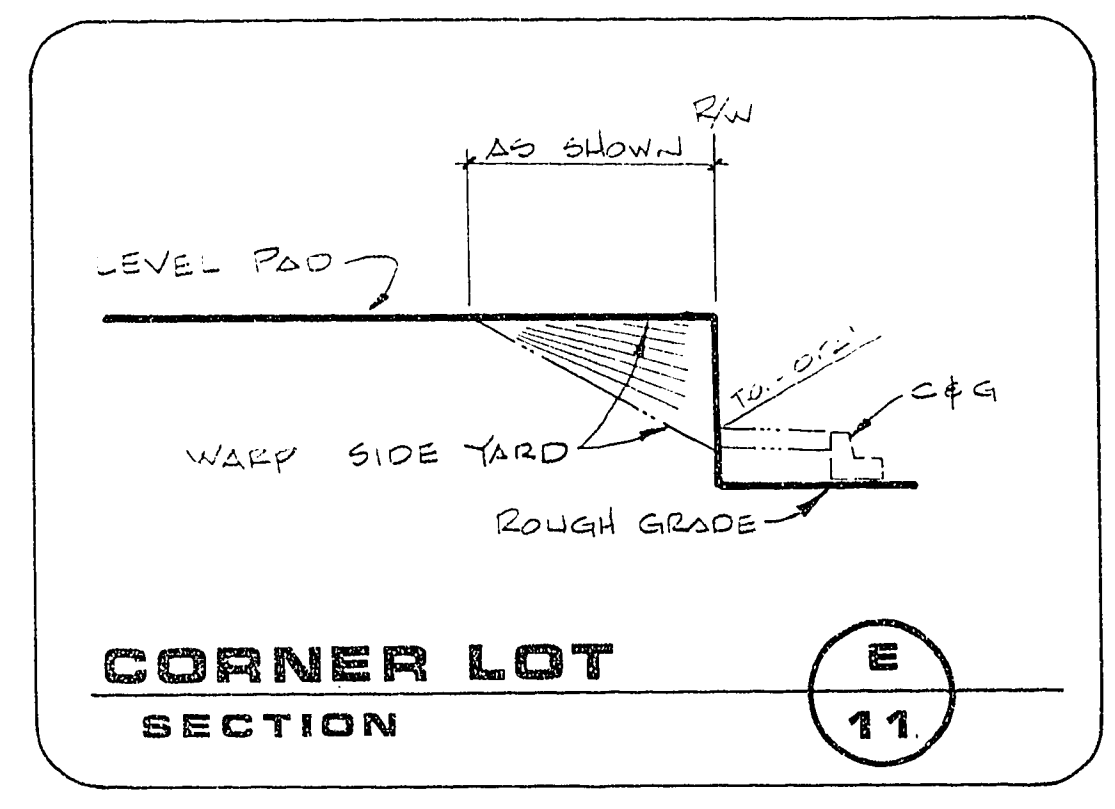 R/W
AS SHOWN
LEVEL PAD
C & G
WARP SIDE YARD
ROUGH GRADE
CORNER LOT
E
SECTION
11